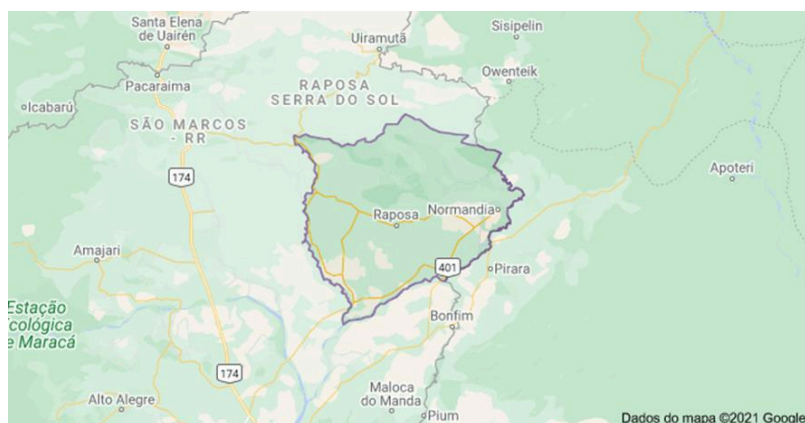 Santa Elena
de Uairén
Sisipelin
Uiramutã
Owenteik
Pacaraima
RAPOSA
SERRA DO SOL
Icabarú
SÃO MARCOS
- RR
174
Apoteri
Raposa
Normandia
Amajari
401
Pirara
Estação
cológica
e Maracá
Bonfim
174
Alto Alegre
Maloca
do Manda
Pium
Dados do mapa ©2021 Google